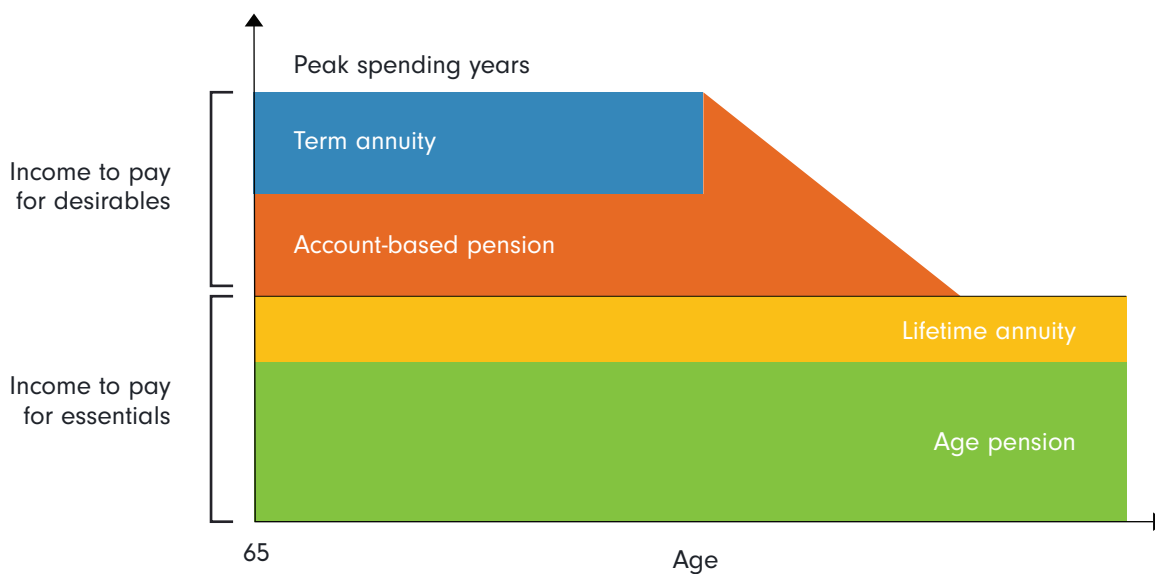 Peak spending years
Term annuity
Income to pay
for desirables
Account-based pension
Lifetime annuity
Income to pay
for essentials
Age pension
65
Age